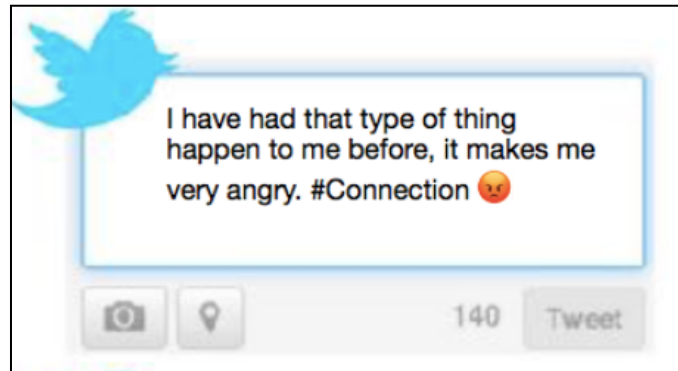 I have had that type of thing
happen to me before, it makes me
very angry. #Connection 😡
140 Tweet